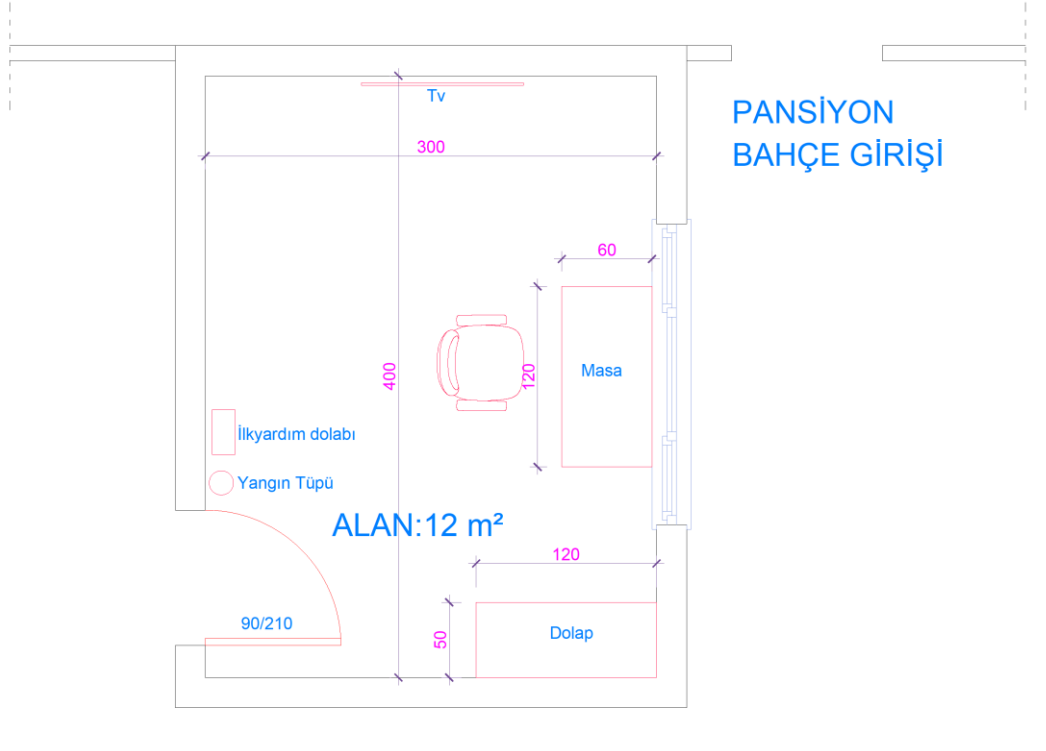 Tv
PANSİYON
BAHÇE GİRİŞİ
300
60
400
120
Masa
İlkyardım dolabı
Yangın Tüpü
ALAN:12 m²
120
90/210
50
Dolap